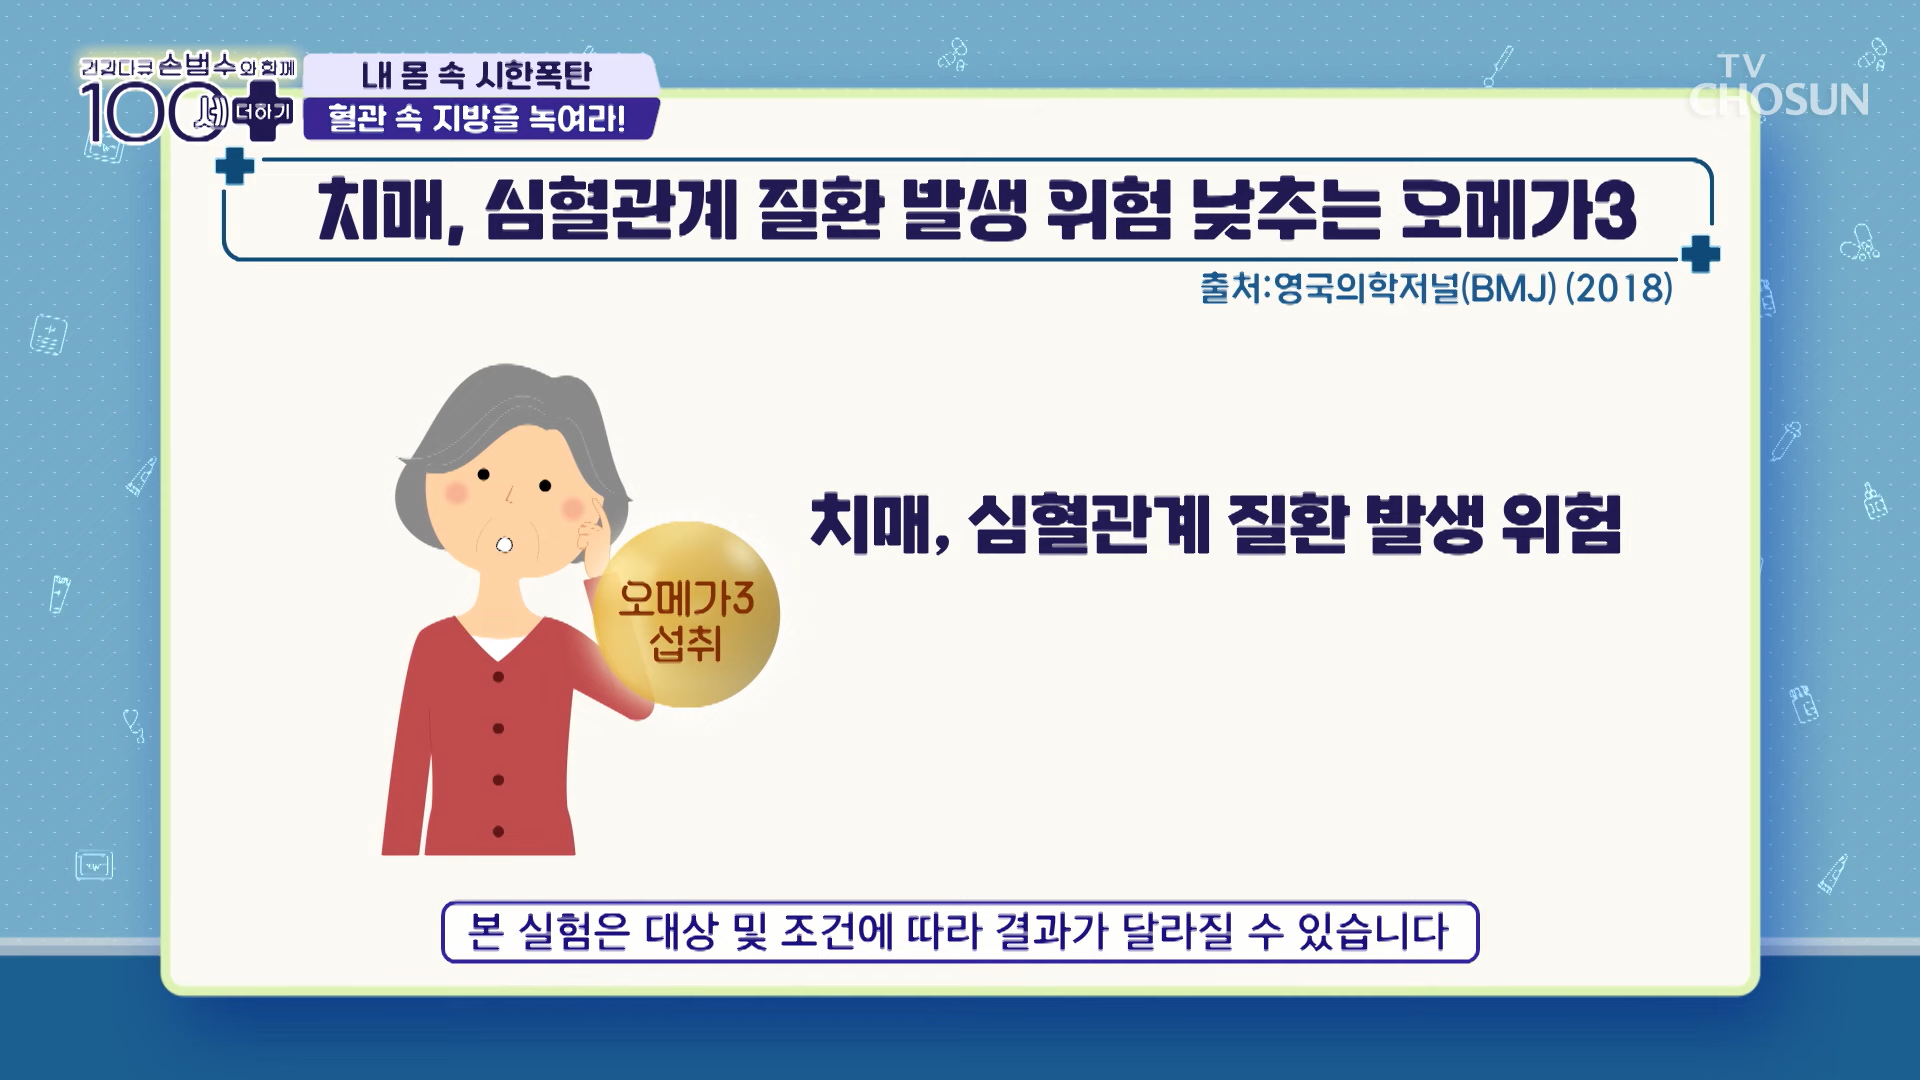 건강다큐 손범수와 함께
100세 더하기
내 몸 속 시한폭탄
혈관 속 지방을 녹여라!
TV
CHOSUN
치매, 심혈관계 질환 발생 위험 낮추는 오메가3
출처:영국의학저널(BMJ) (2018)
치매, 심혈관계 질환 발생 위험
오메가3
섭취
본 실험은 대상 및 조건에 따라 결과가 달라질 수 있습니다